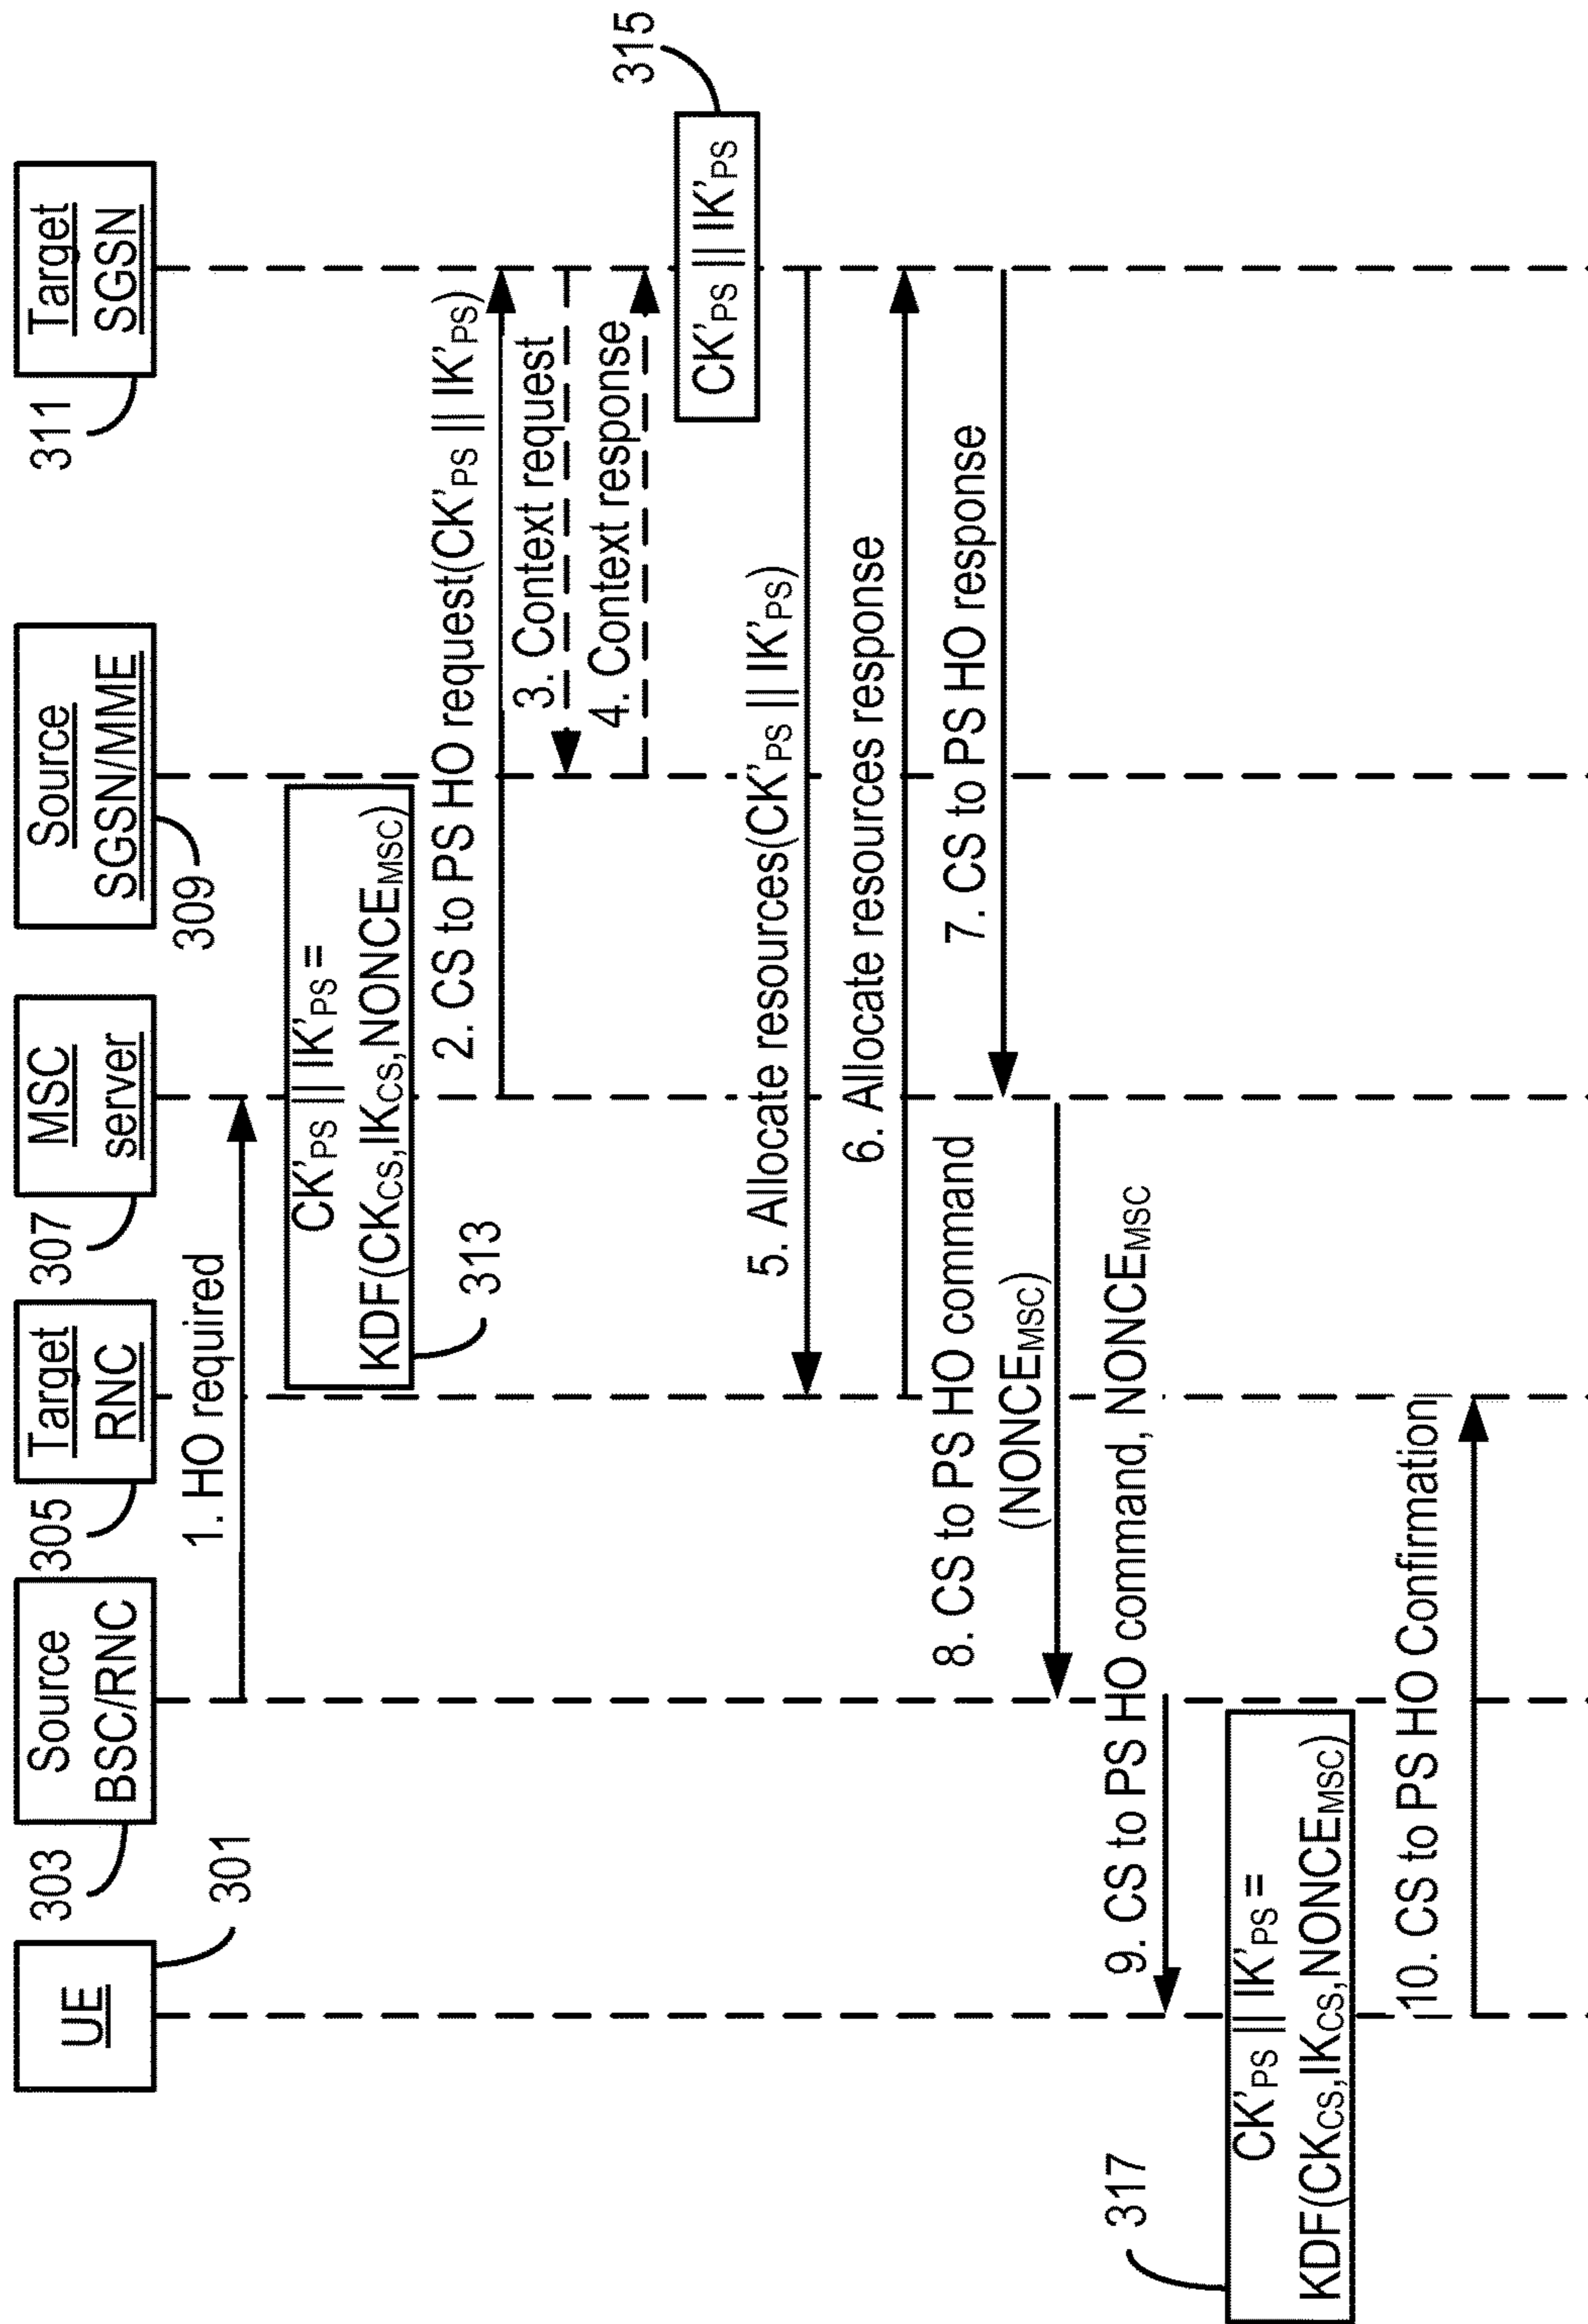 UE
301
Source
BSC/RNC
303
Target
RNC
305
MSC
server
307
Source
SGSN/MME
309
Target
SGSN
311
1. HO required
CK'PS || IK'PS =
KDF(CKCS,IKCS,NONCEMSC)
313
2. CS to PS HO request(CK'PS || IK'PS)
3. Context request
4. Context response
CK'PS || IK'PS
315
5. Allocate resources(CK'PS || IK'PS)
6. Allocate resources response
7. CS to PS HO response
8. CS to PS HO command
(NONCEMSC)
9. CS to PS HO command, NONCEMSC
CK'PS || IK'PS =
KDF(CKCS,IKCS,NONCEMSC)
317
10. CS to PS HO Confirmation